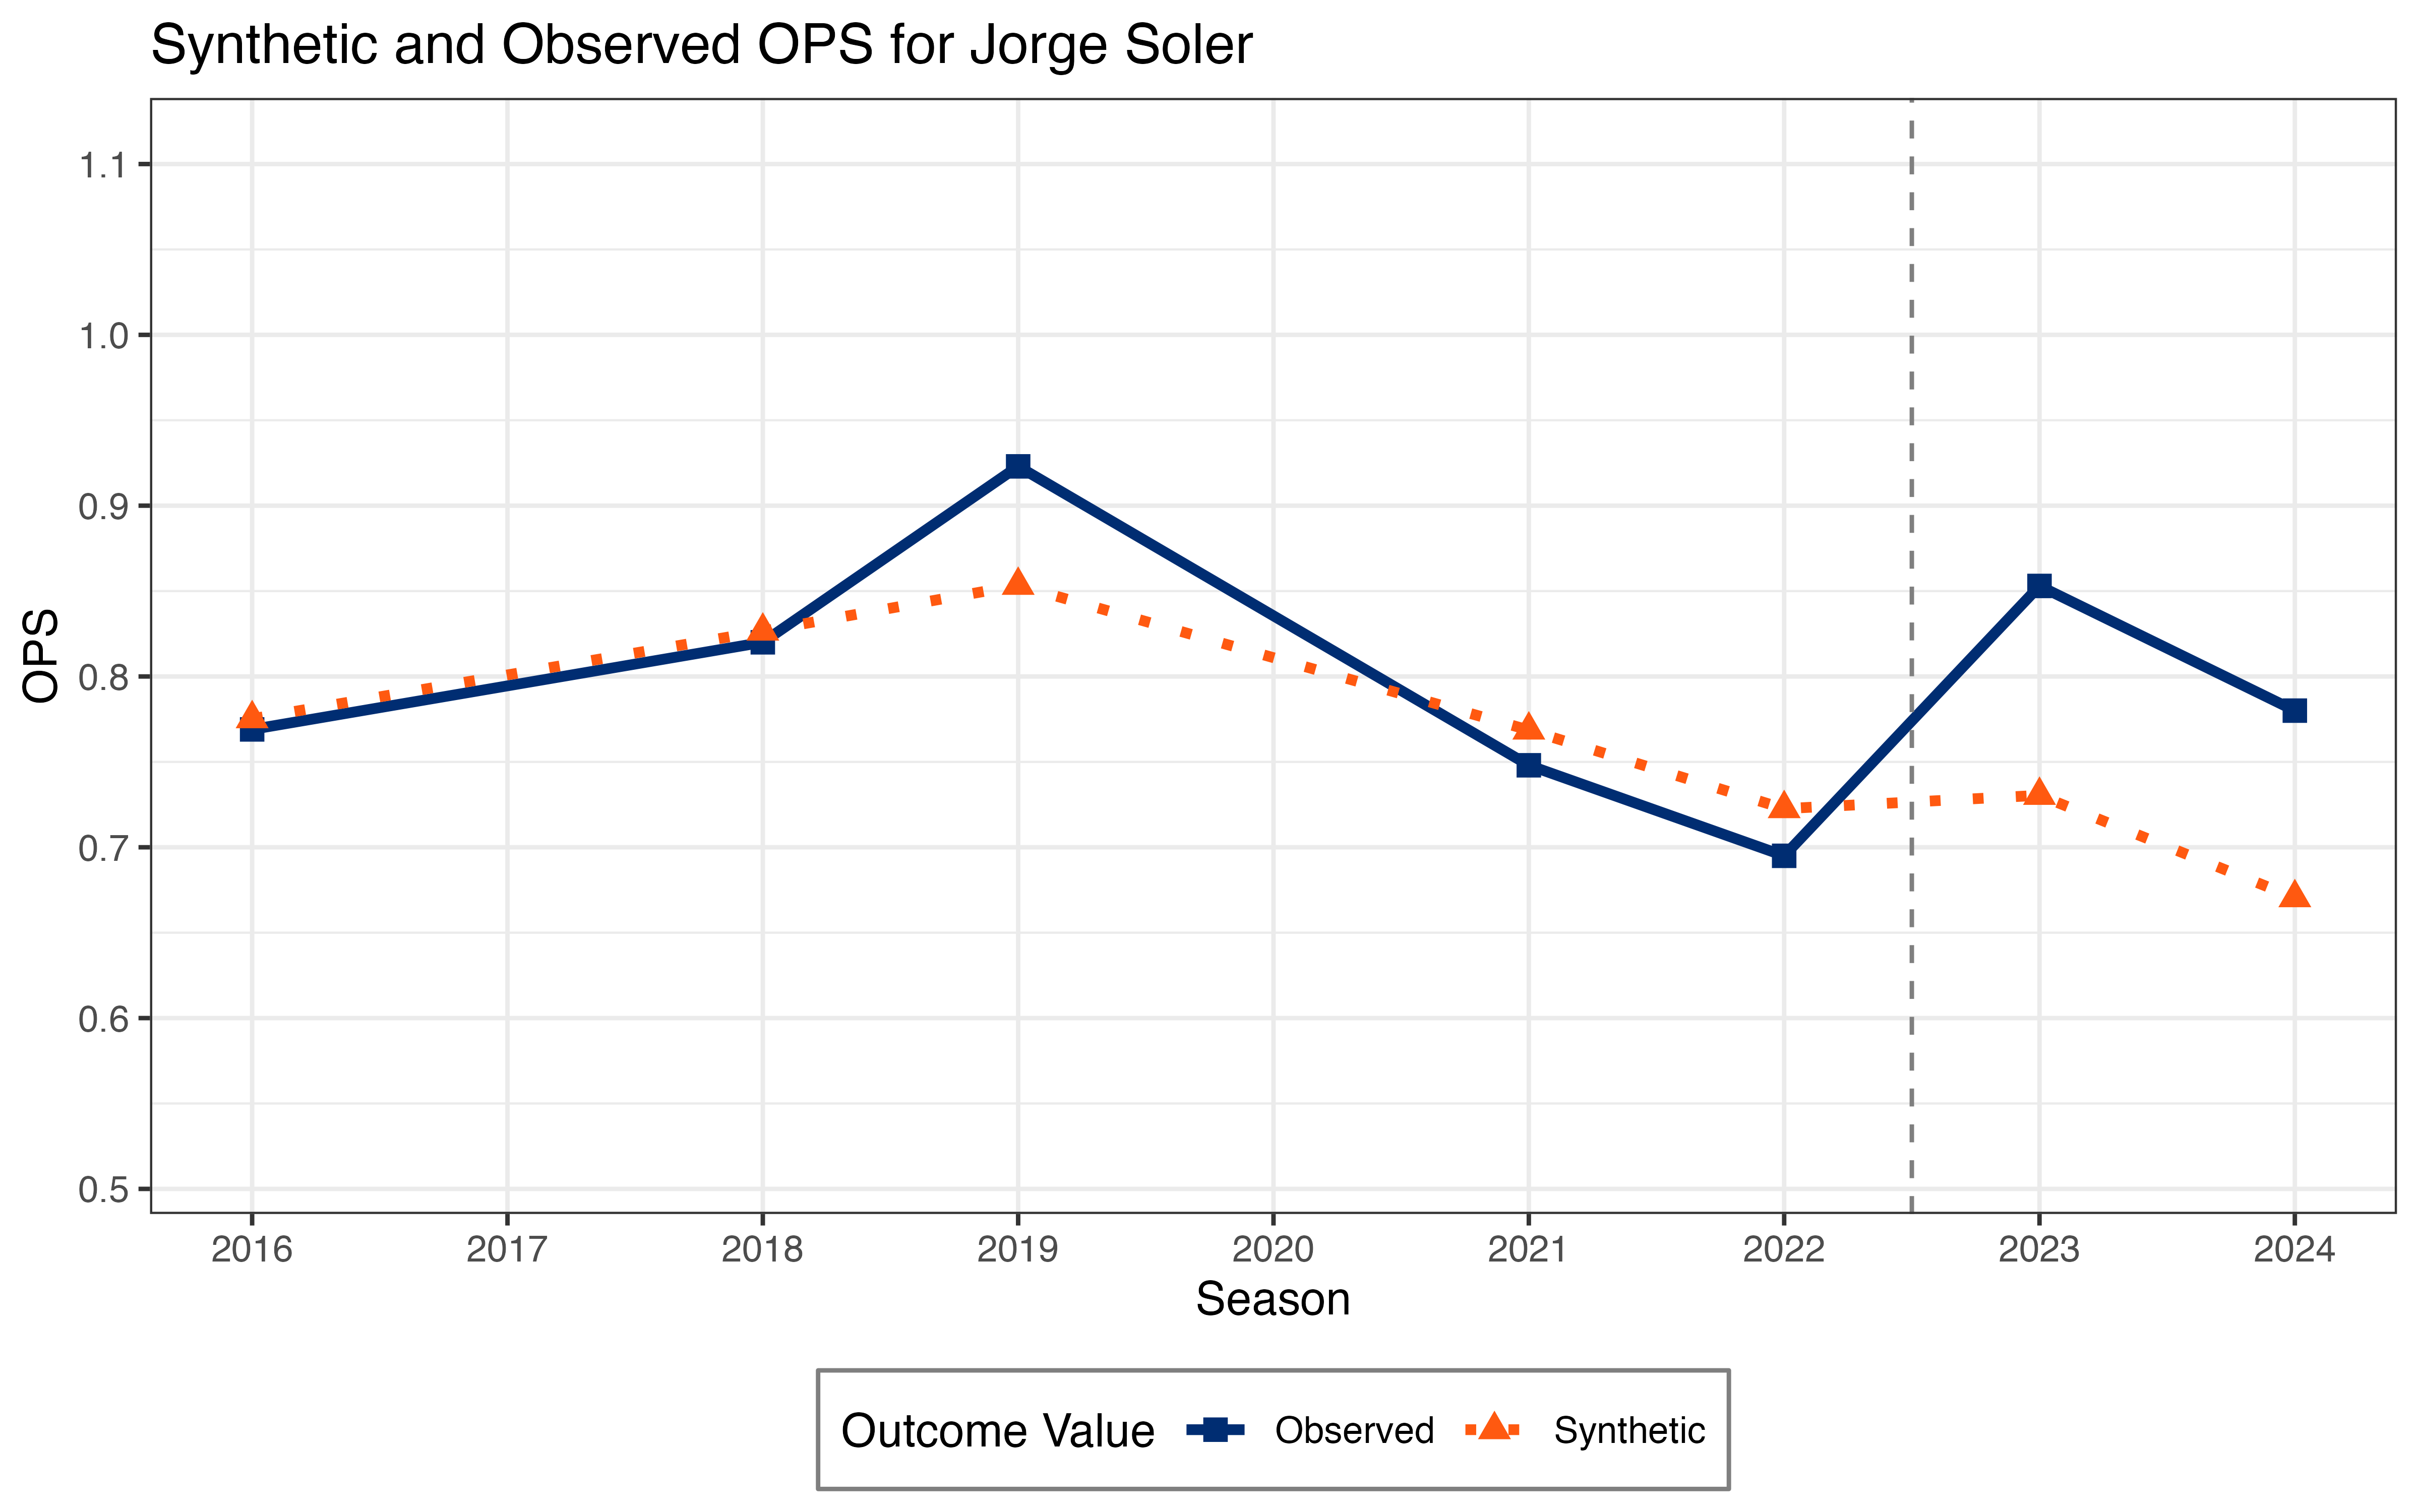 Synthetic and Observed OPS for Jorge Soler
1.1
1.0
0.9
0.8
0.7
0.6
0.5
OPS
2016 2017 2018 2019 2020 2021 2022 2023 2024
Season
Outcome Value Observed Synthetic